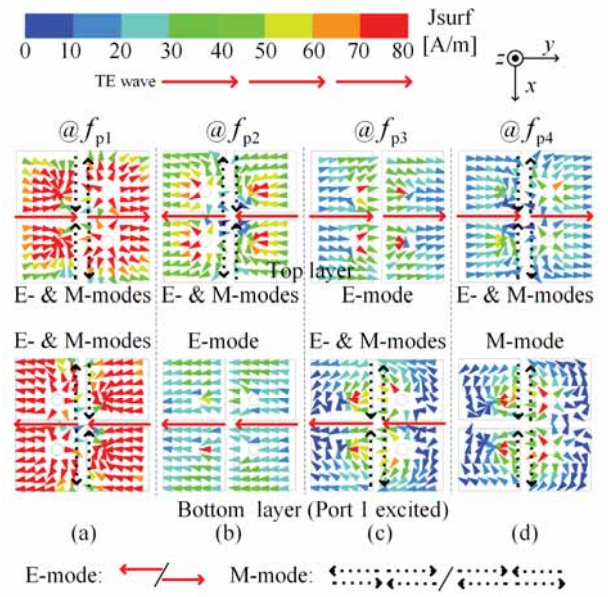 Jsurf
0 10 20 30 40 50 60 70 80 [A/m]
TE wave
z y
x
@fp1 @fp2 @fp3 @fp4
Top layer
E- & M-modes E- & M-modes E-mode E- & M-modes
E- & M-modes E-mode E- & M-modes M-mode
Bottom layer (Port 1 excited)
(a) (b) (c) (d)
E-mode: / M-mode: /